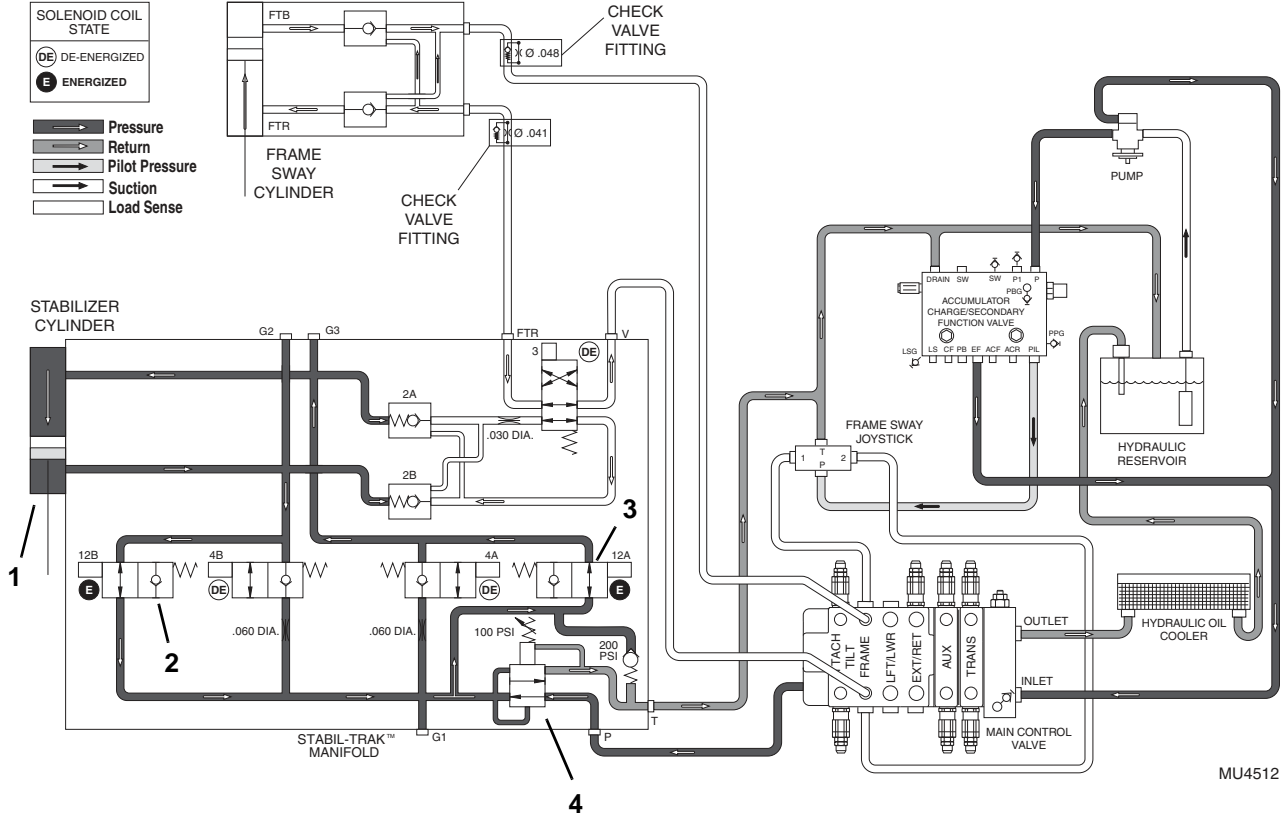 SOLENOID COIL
STATE
DE DE-ENERGIZED
E ENERGIZED
Pressure
Return
Pilot Pressure
Suction
Load Sense
FTB
FTR
FRAME
SWAY
CYLINDER
CHECK
VALVE
FITTING
Ø .048
Ø .041
CHECK
VALVE
FITTING
PUMP
DRAIN SW SW P1 P
PBG
ACCUMULATOR
CHARGE/SECONDARY
FUNCTION VALVE
PPG
LSG
LS CF PB EF ACF ACR PIL
HYDRAULIC
RESERVOIR
STABILIZER
CYLINDER
G2 G3 FTR V
3 DE
2A
.030 DIA.
2B
FRAME SWAY
JOYSTICK
1 T P 2
1
3
12B 4B 4A 12A
E DE DE E
2
.060 DIA. .060 DIA. 100 PSI 200
PSI
T
STABIL-TRAK™
MANIFOLD
G1 P
4
ATTACH
TILT
FRAME
LFT/LWR
EXT/RET
AUX
TRANS
OUTLET
INLET
HYDRAULIC OIL
COOLER
MAIN CONTROL
VALVE
MU4512